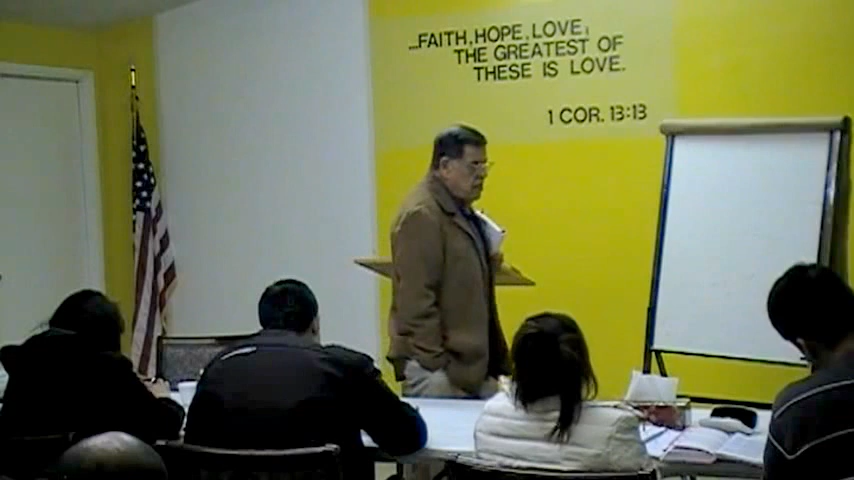 ...FAITH, HOPE, LOVE,
THE GREATEST OF
THESE IS LOVE.
1 COR. 13:13